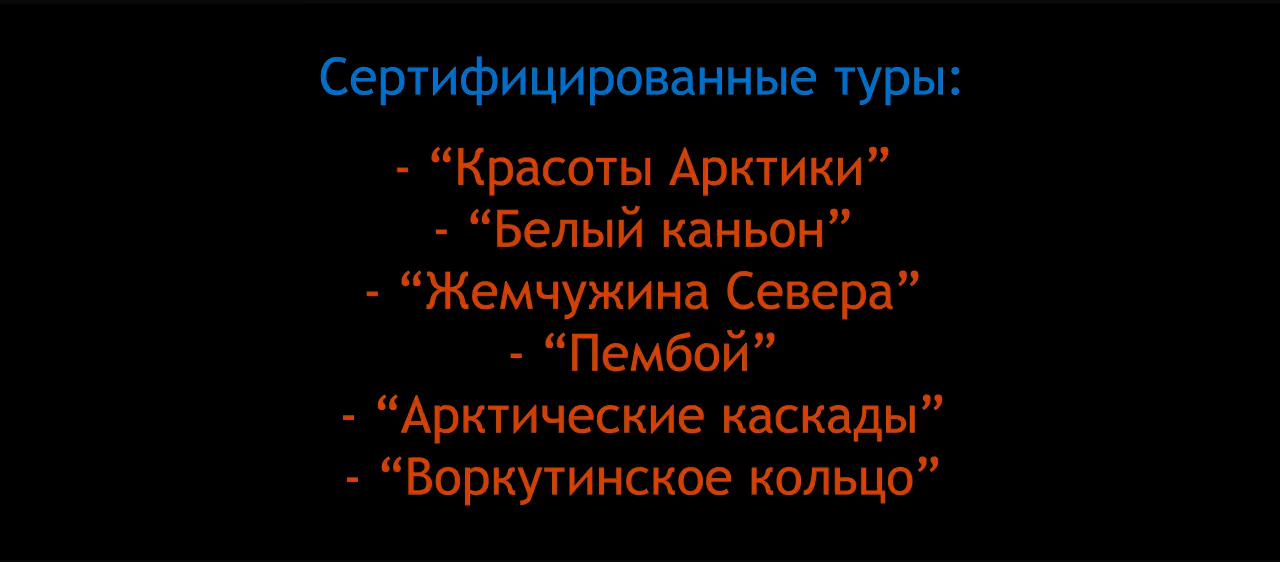 Сертифицированные туры:
- “Красоты Арктики”
- “Белый каньон”
- “Жемчужина Севера”
- “Пембой”
- “Арктические каскады”
- “Воркутинское кольцо”